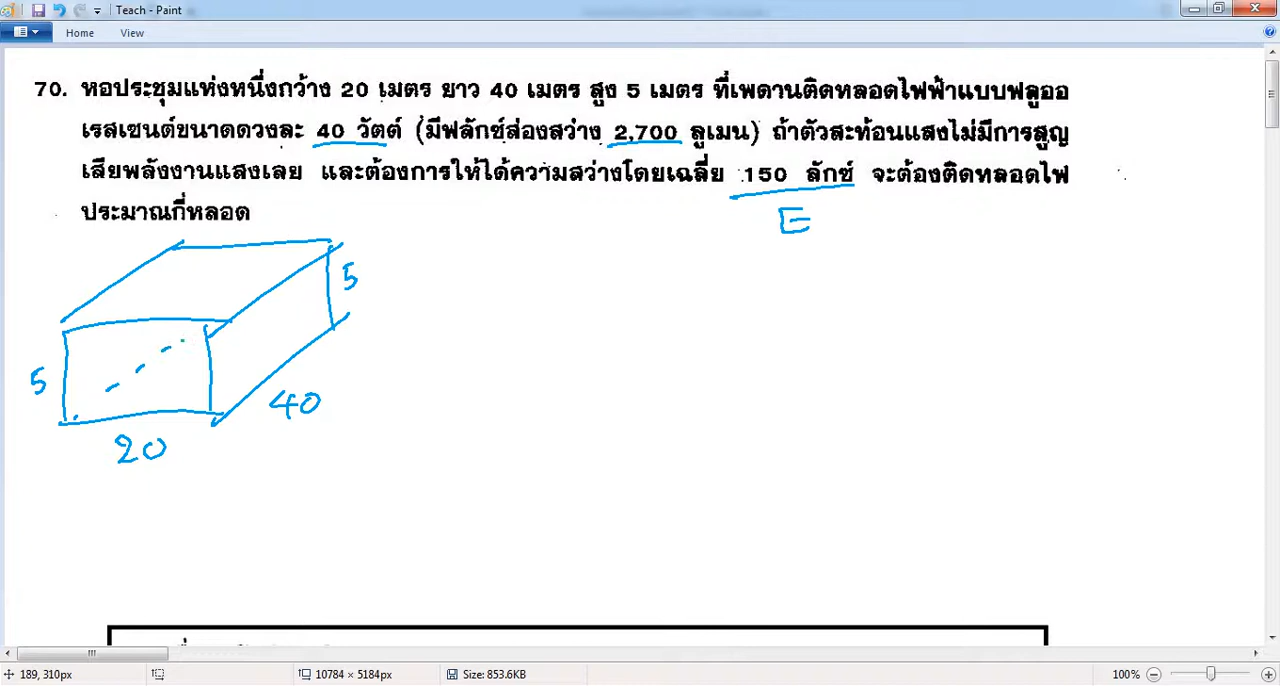 Teach - Paint
Home View
70. หอประชุมแห่งหนึ่งกว้าง 20 เมตร ยาว 40 เมตร สูง 5 เมตร ที่เพดานติดหลอดไฟฟ้าแบบฟลูออ
เรสเซนต์ขนาดดวงละ 40 วัตต์ (มีฟลักซ์ส่องสว่าง 2,700 ลูเมน) ถ้าตัวสะท้อนแสงไม่มีการสูญ
เสียพลังงานแสงเลย และต้องการให้ได้ความสว่างโดยเฉลี่ย 150 ลักซ์ จะต้องติดหลอดไฟ
ประมาณกี่หลอด
E
5
5
40
20
189, 310px 10784 × 5184px Size: 853.6KB 100%